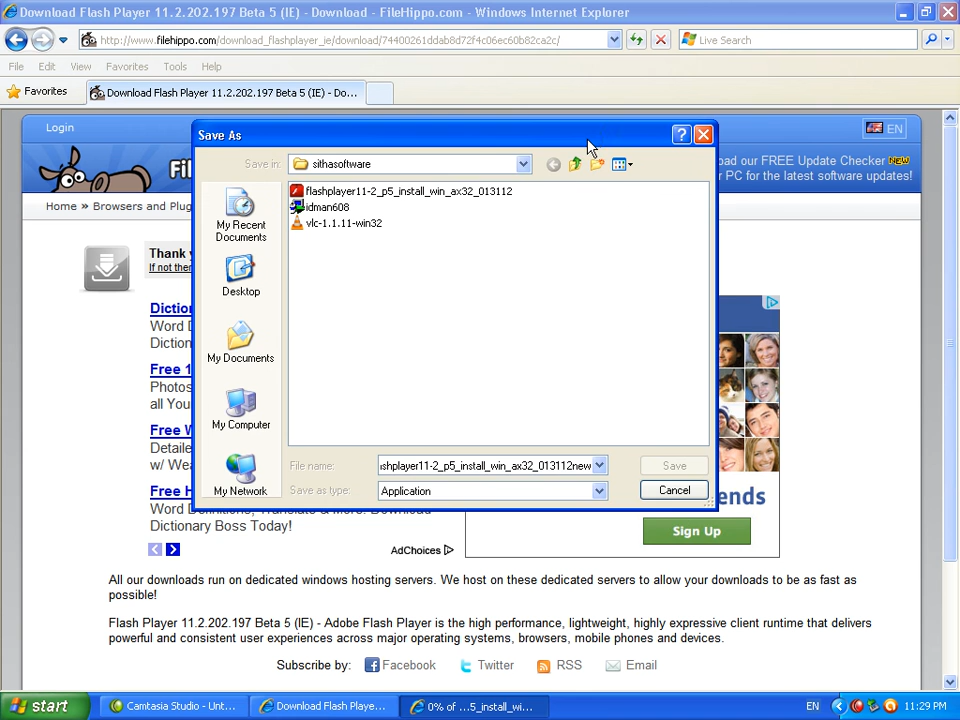 Download Flash Player 11.2.202.197 Beta 5 (IE) - Download - FileHippo.com - Windows Internet Explorer
http://www.filehippo.com/download_flashplayer_ie/download/74400261ddab8d72f4c06ec60b82ca2c/
Live Search
File Edit View Favorites Tools Help
Favorites
Download Flash Player 11.2.202.197 Beta 5 (IE) - Do...
Login
EN
Save As
Save in:
sithasoftware
Fil
oad our FREE Update Checker NEW
r PC for the latest software updates!
Home » Browsers and Plug
flashplayer11-2_p5_install_win_ax32_013112
idman608
vlc-1.1.11-win32
My Recent
Documents
Desktop
My Documents
My Computer
My Network
Thank
If not then
Diction
Word D
Diction
Free 1
Photos
all You
Free W
Detaile
w/ Wea
Free H
Word Definitions, Translate & More. Download
Dictionary Boss Today!
File name:
shplayer11-2_p5_install_win_ax32_013112new
Save
Save as type:
Application
Cancel
ends
Sign Up
AdChoices
All our downloads run on dedicated windows hosting servers. We host on these dedicated servers to allow your downloads to be as fast as
possible!
Flash Player 11.2.202.197 Beta 5 (IE) - Adobe Flash Player is the high performance, lightweight, highly expressive client runtime that delivers
powerful and consistent user experiences across major operating systems, browsers, mobile phones and devices.
Subscribe by: Facebook Twitter RSS Email
start
Camtasia Studio - Unt...
Download Flash Playe...
0% of ...5_install_wi...
EN
11:29 PM